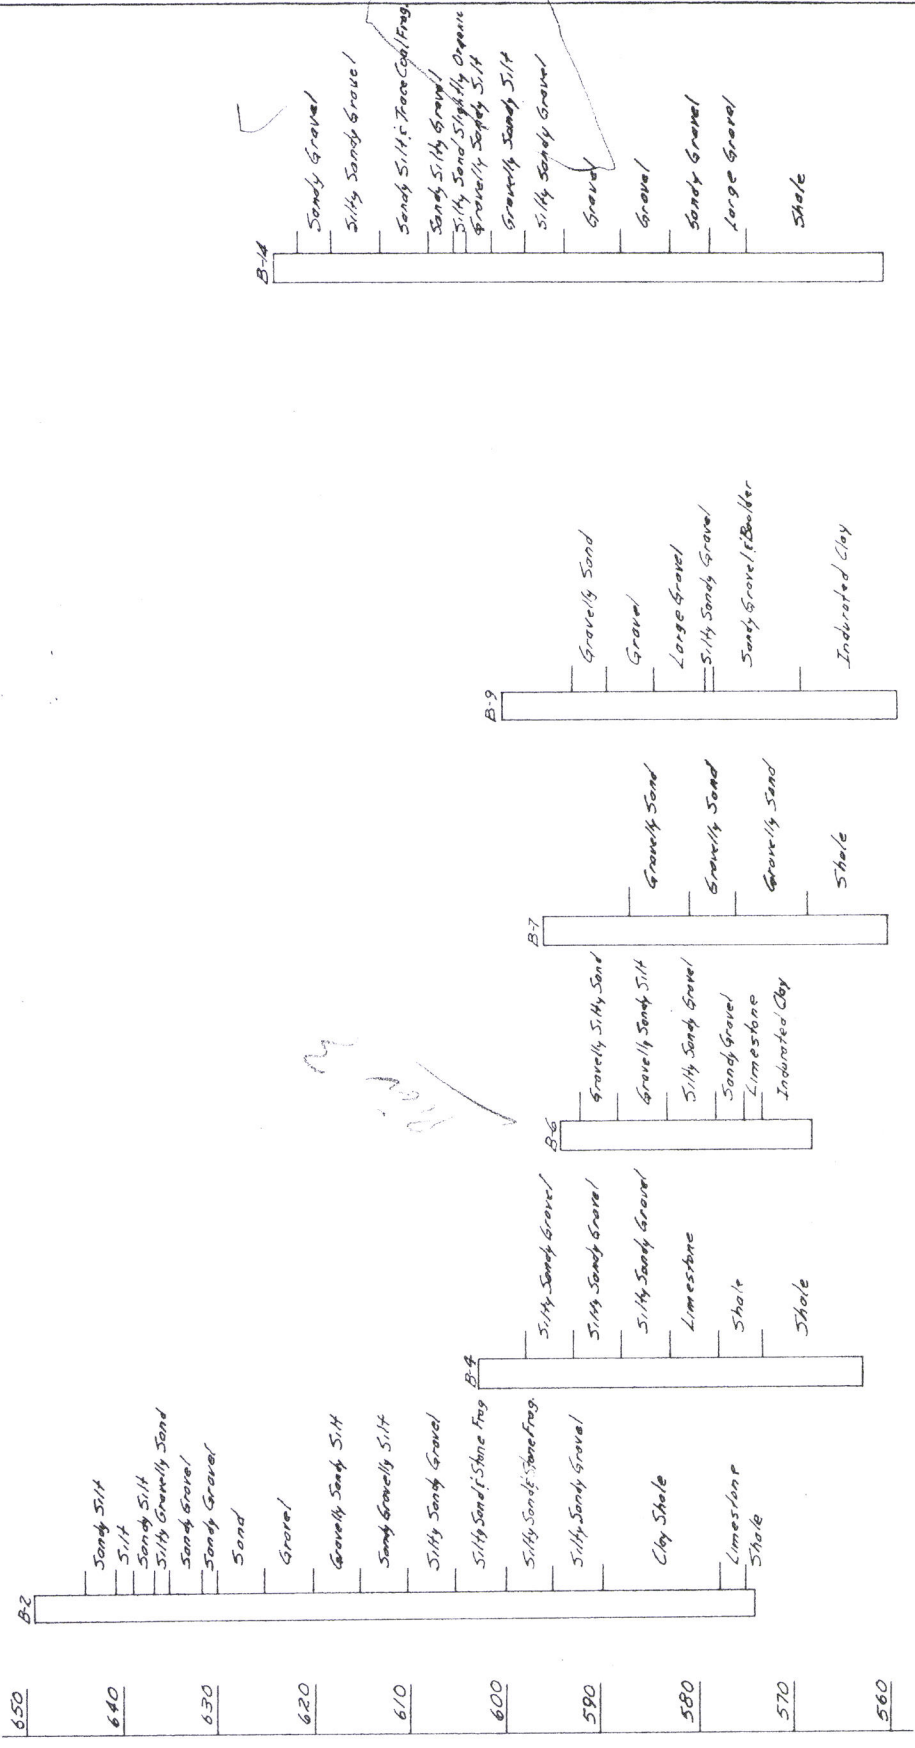 B-14
Sandy Gravel
Silty Sandy Gravel
Sandy Silt & Trace Coal Frag.
Sandy Silty Gravel
Silty Sand Slightly Organic
Gravelly Sandy Silt
Gravelly Sandy Silt
Silty Sandy Gravel
Gravel
Gravel
Sandy Gravel
Large Gravel
Shale
B-9
Gravelly Sand
Gravel
Large Gravel
Silty Sandy Gravel
Sandy Gravel & Boulder
Indurated Clay
B-7
Gravelly Sand
Gravelly Sand
Gravelly Sand
Shale
B-6
Gravelly Silty Sand
Gravelly Sandy Silt
Silty Sandy Gravel
Sandy Gravel
Limestone
Indurated Clay
B-4
Silty Sandy Gravel
Silty Sandy Gravel
Silty Sandy Gravel
Limestone
Shale
Shale
B-2
Sandy Silt
Silt
Sandy Silt
Silty Gravelly Sand
Sandy Gravel
Sandy Gravel
Sand
Gravel
Gravelly Sandy Silt
Sandy Gravelly Silt
Silty Sandy Gravel
Silty Sand & Stone Frag
Silty Sand & Stone Frag.
Silty Sandy Gravel
Clay Shale
Limestone
Shale
650
640
630
620
610
600
590
580
570
560